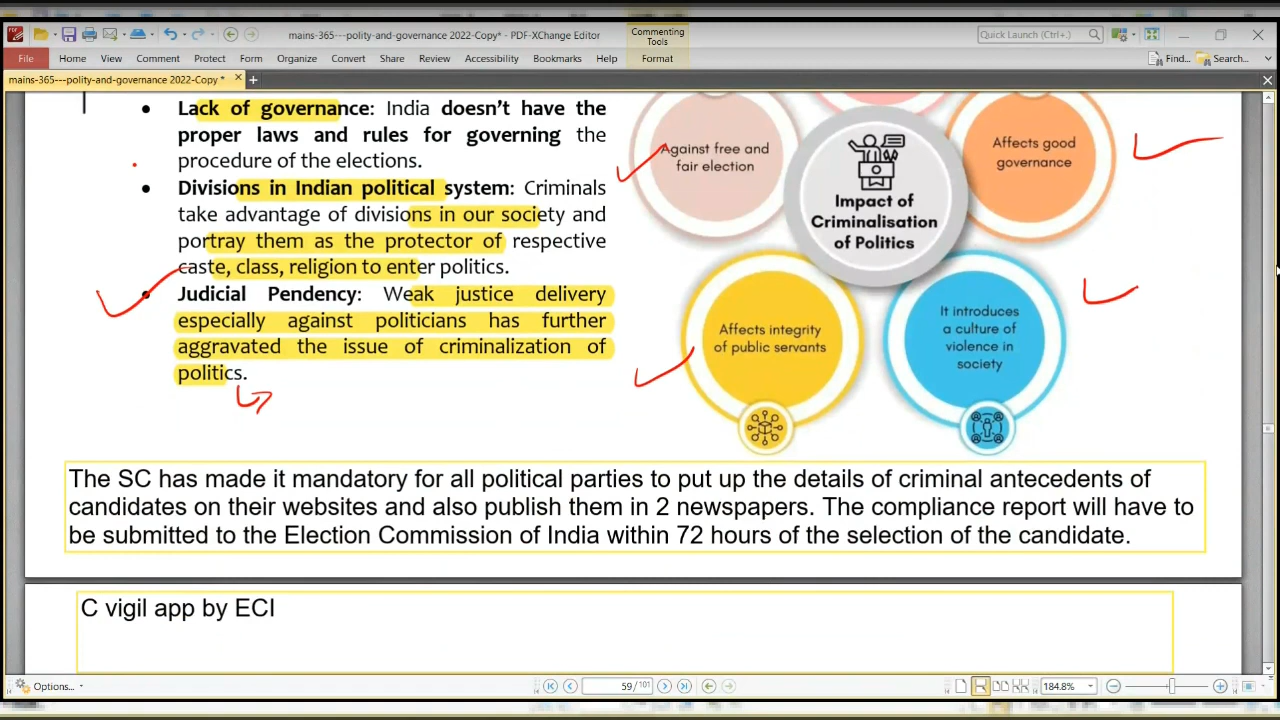 mains-365---polity-and-governance 2022-Copy* - PDF-XChange Editor
Commenting Tools
Quick Launch (Ctrl+.)
File Home View Comment Protect Form Organize Convert Share Review Accessibility Bookmarks Help Format
Find... Search...
mains-365---polity-and-governance 2022-Copy *
• Lack of governance: India doesn't have the
proper laws and rules for governing the
procedure of the elections.
• Divisions in Indian political system: Criminals
take advantage of divisions in our society and
portray them as the protector of respective
caste, class, religion to enter politics.
• Judicial Pendency: Weak justice delivery
especially against politicians has further
aggravated the issue of criminalization of
politics.
Against free and
fair election
Affects good
governance
Impact of
Criminalisation
of Politics
Affects integrity
of public servants
It introduces
a culture of
violence in
society
The SC has made it mandatory for all political parties to put up the details of criminal antecedents of
candidates on their websites and also publish them in 2 newspapers. The compliance report will have to
be submitted to the Election Commission of India within 72 hours of the selection of the candidate.
C vigil app by ECI
Options...
59 / 101
184.8%